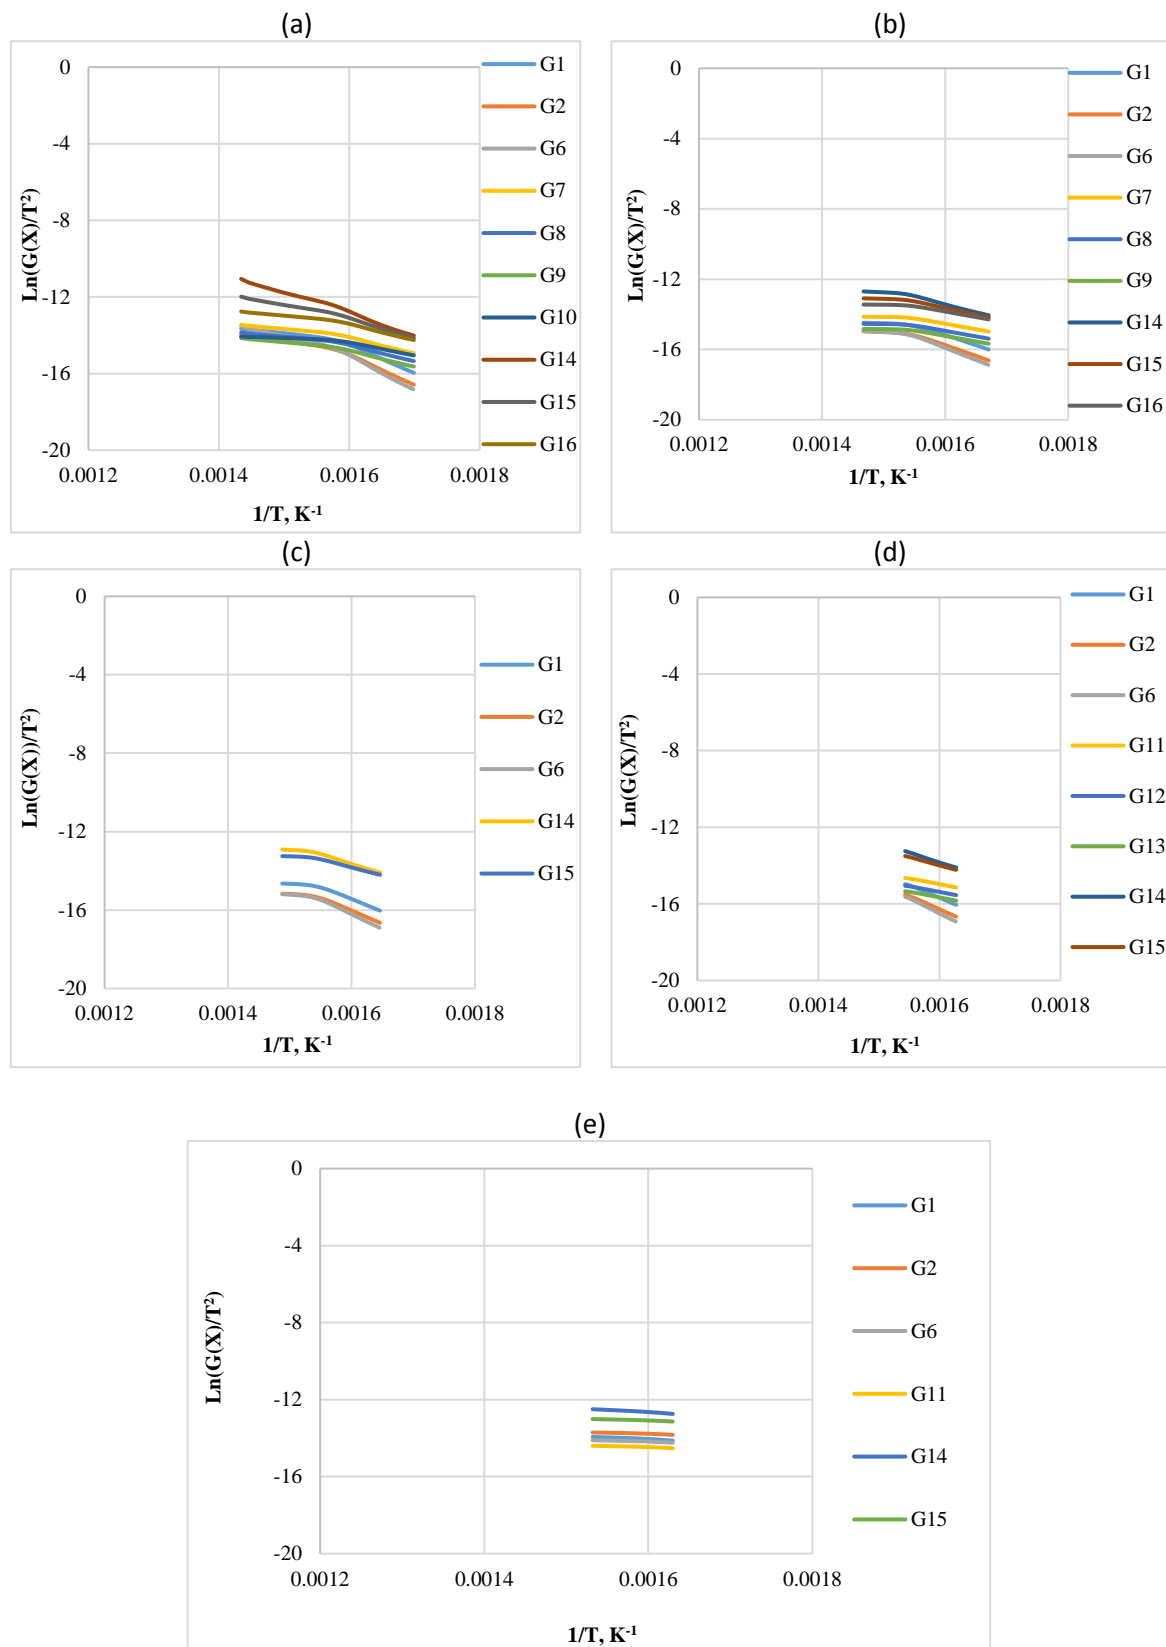 (a)
0
-4
-8
-12
-16
-20
Ln(G(X)/T²)
0.0012
0.0014
0.0016
0.0018
1/T, K⁻¹
G1
G2
G6
G7
G8
G9
G10
G14
G15
G16
(b)
0
-4
-8
-12
-16
-20
Ln(G(X)/T²)
0.0012
0.0014
0.0016
0.0018
1/T, K⁻¹
G1
G2
G6
G7
G8
G9
G14
G15
G16
(c)
0
-4
-8
-12
-16
-20
Ln(G(X))/T²)
0.0012
0.0014
0.0016
0.0018
1/T, K⁻¹
G1
G2
G6
G14
G15
(d)
0
-4
-8
-12
-16
-20
Ln(G(X)/T²)
0.0012
0.0014
0.0016
0.0018
1/T, K⁻¹
G1
G2
G6
G11
G12
G13
G14
G15
(e)
0
-4
-8
-12
-16
-20
Ln(G(X)/T²)
0.0012
0.0014
0.0016
0.0018
1/T, K⁻¹
G1
G2
G6
G11
G14
G15